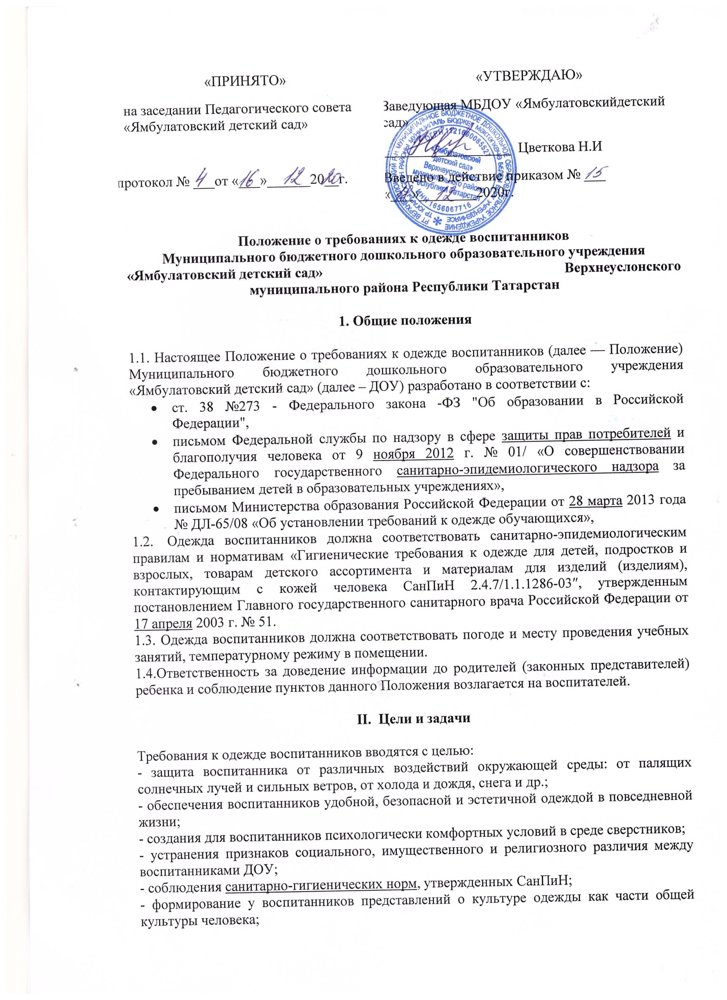 «ПРИНЯТО»
на заседании Педагогического совета
«Ямбулатовский детский сад»
протокол № 4 от «16» 12 2020г.
«УТВЕРЖДАЮ»
Заведующая МБДОУ «Ямбулатовскийдетский
сад»
Цветкова Н.И
Введено в действие приказом № 15
« » 12 2020г.
«Ямбулатовский
детский сад»
Верхнеуслонского
муниципального района
Республики Татарстан
ИНН 1656067716
Положение о требованиях к одежде воспитанников
Муниципального бюджетного дошкольного образовательного учреждения
«Ямбулатовский детский сад» Верхнеуслонского
муниципального района Республики Татарстан
1. Общие положения
1.1. Настоящее Положение о требованиях к одежде воспитанников (далее — Положение)
Муниципального бюджетного дошкольного образовательного учреждения
«Ямбулатовский детский сад» (далее – ДОУ) разработано в соответствии с:
• ст. 38 №273 - Федерального закона -ФЗ "Об образовании в Российской
Федерации",
• письмом Федеральной службы по надзору в сфере защиты прав потребителей и
благополучия человека от 9 ноября 2012 г. № 01/ «О совершенствовании
Федерального государственного санитарно-эпидемиологического надзора за
пребыванием детей в образовательных учреждениях»,
• письмом Министерства образования Российской Федерации от 28 марта 2013 года
№ ДЛ-65/08 «Об установлении требований к одежде обучающихся»,
1.2. Одежда воспитанников должна соответствовать санитарно-эпидемиологическим
правилам и нормативам «Гигиенические требования к одежде для детей, подростков и
взрослых, товарам детского ассортимента и материалам для изделий (изделиям),
контактирующим с кожей человека СанПиН 2.4.7/1.1.1286-03″, утвержденным
постановлением Главного государственного санитарного врача Российской Федерации от
17 апреля 2003 г. № 51.
1.3. Одежда воспитанников должна соответствовать погоде и месту проведения учебных
занятий, температурному режиму в помещении.
1.4.Ответственность за доведение информации до родителей (законных представителей)
ребенка и соблюдение пунктов данного Положения возлагается на воспитателей.
II. Цели и задачи
Требования к одежде воспитанников вводятся с целью:
- защита воспитанника от различных воздействий окружающей среды: от палящих
солнечных лучей и сильных ветров, от холода и дождя, снега и др.;
- обеспечения воспитанников удобной, безопасной и эстетичной одеждой в повседневной
жизни;
- создания для воспитанников психологически комфортных условий в среде сверстников;
- устранения признаков социального, имущественного и религиозного различия между
воспитанниками ДОУ;
- соблюдения санитарно-гигиенических норм, утвержденных СанПиН;
- формирование у воспитанников представлений о культуре одежды как части общей
культуры человека;